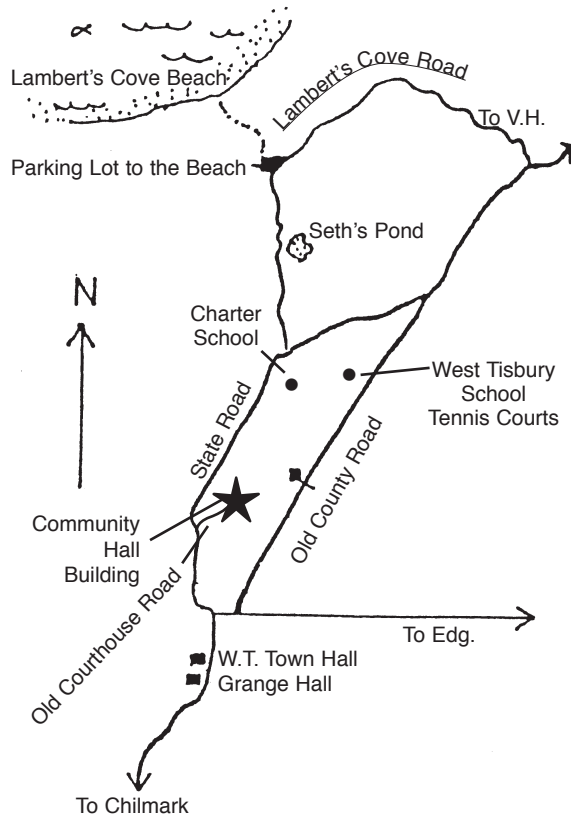 Lambert's Cove Beach
Lambert's Cove Road
To V.H.
Parking Lot to the Beach
Seth's Pond
N
Charter
School
West Tisbury
School
Tennis Courts
State Road
Old County Road
Community
Hall
Building
Old Courthouse Road
To Edg.
W.T. Town Hall
Grange Hall
To Chilmark